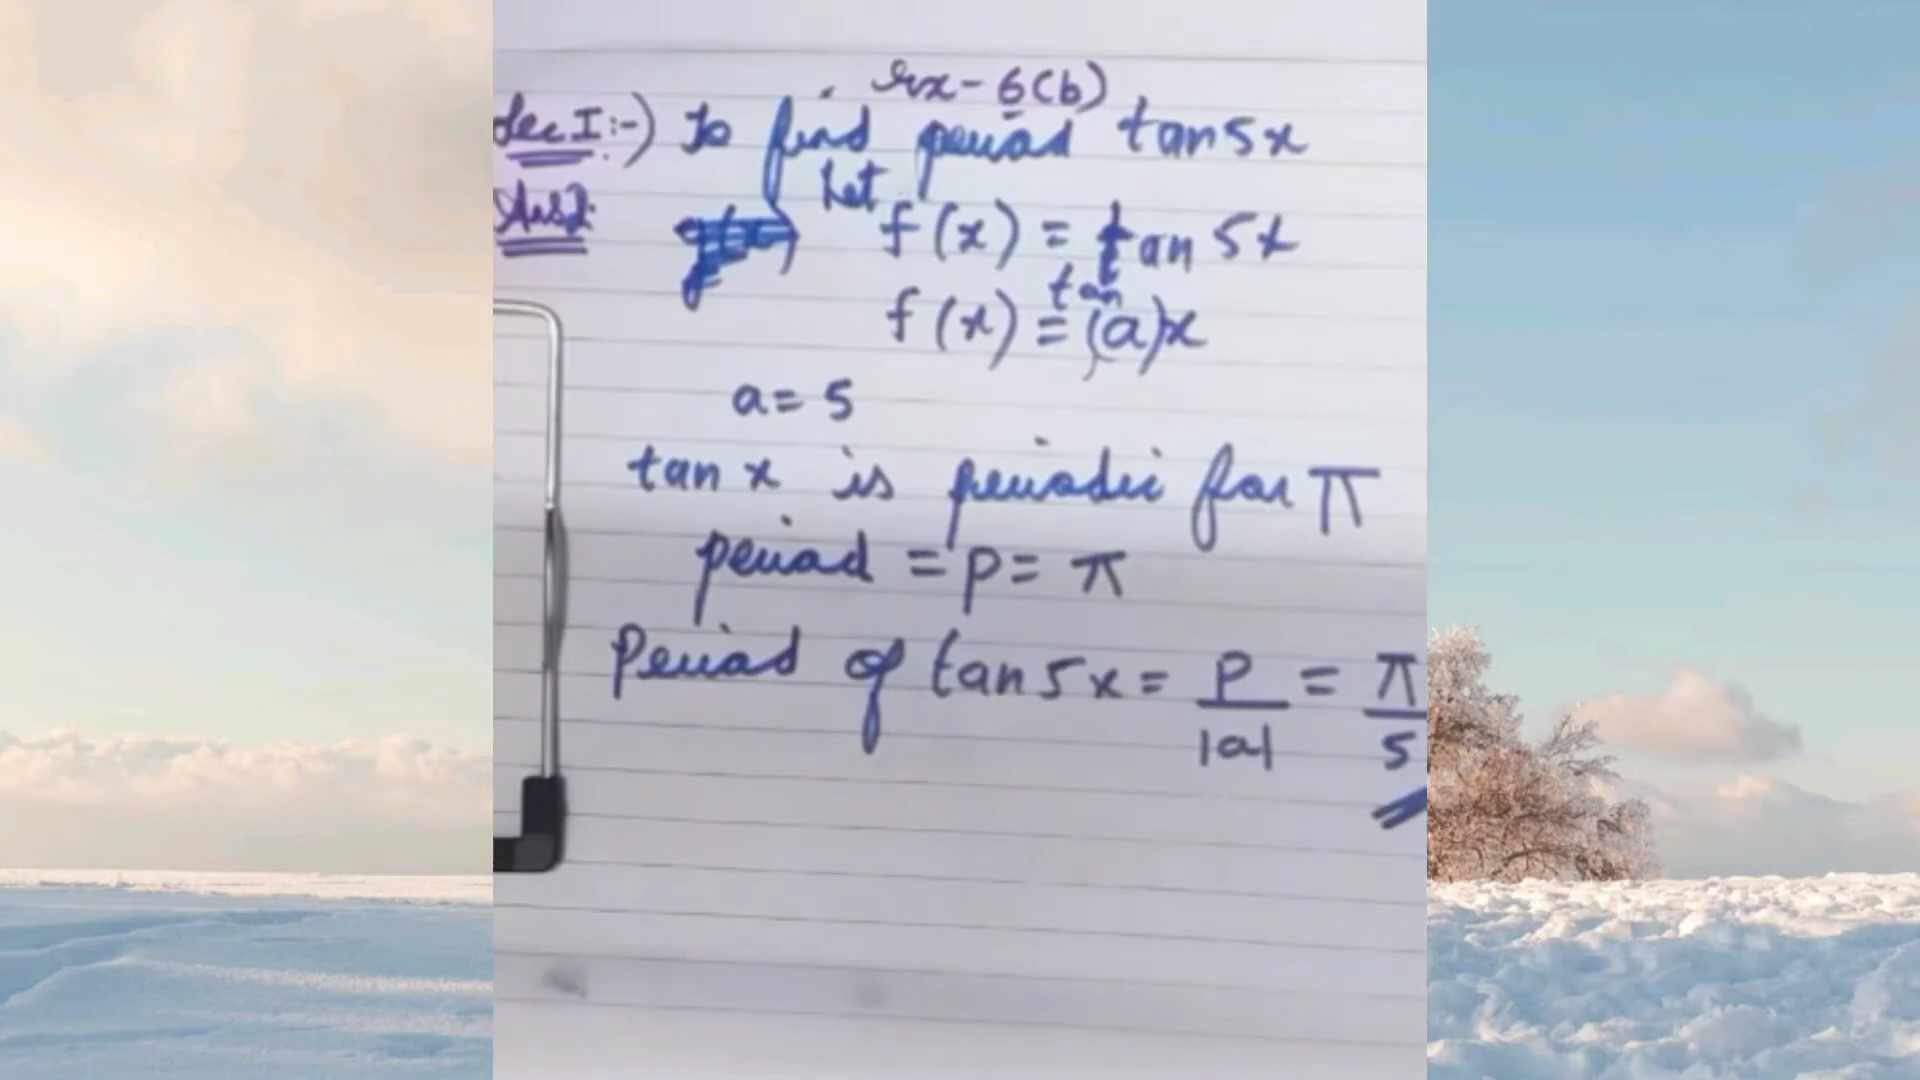 Ex-6(b)
Sec I:-) To find period tan5x
Ans2: Let f(x) = tan 5x
f(x) = tan (a)x
a= 5
tan x is periodic for π
period = p= π
Period of tan5x = P/|a| = π/5